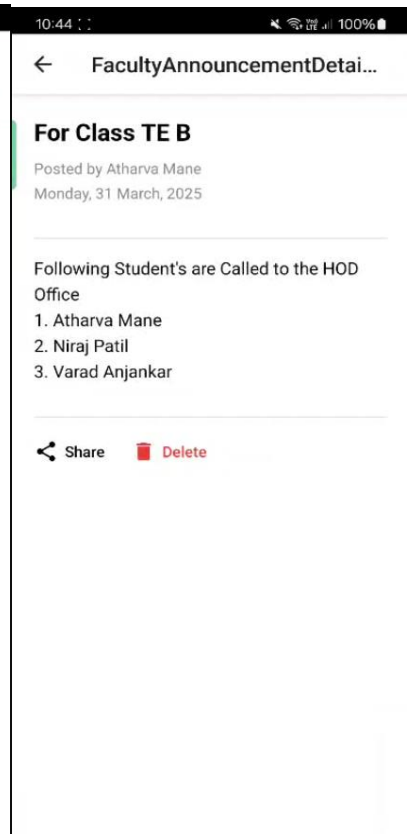 10:44 100%
FacultyAnnouncementDetai...
For Class TE B
Posted by Atharva Mane
Monday, 31 March, 2025
Following Student's are Called to the HOD
Office
1. Atharva Mane
2. Niraj Patil
3. Varad Anjankar
Share Delete